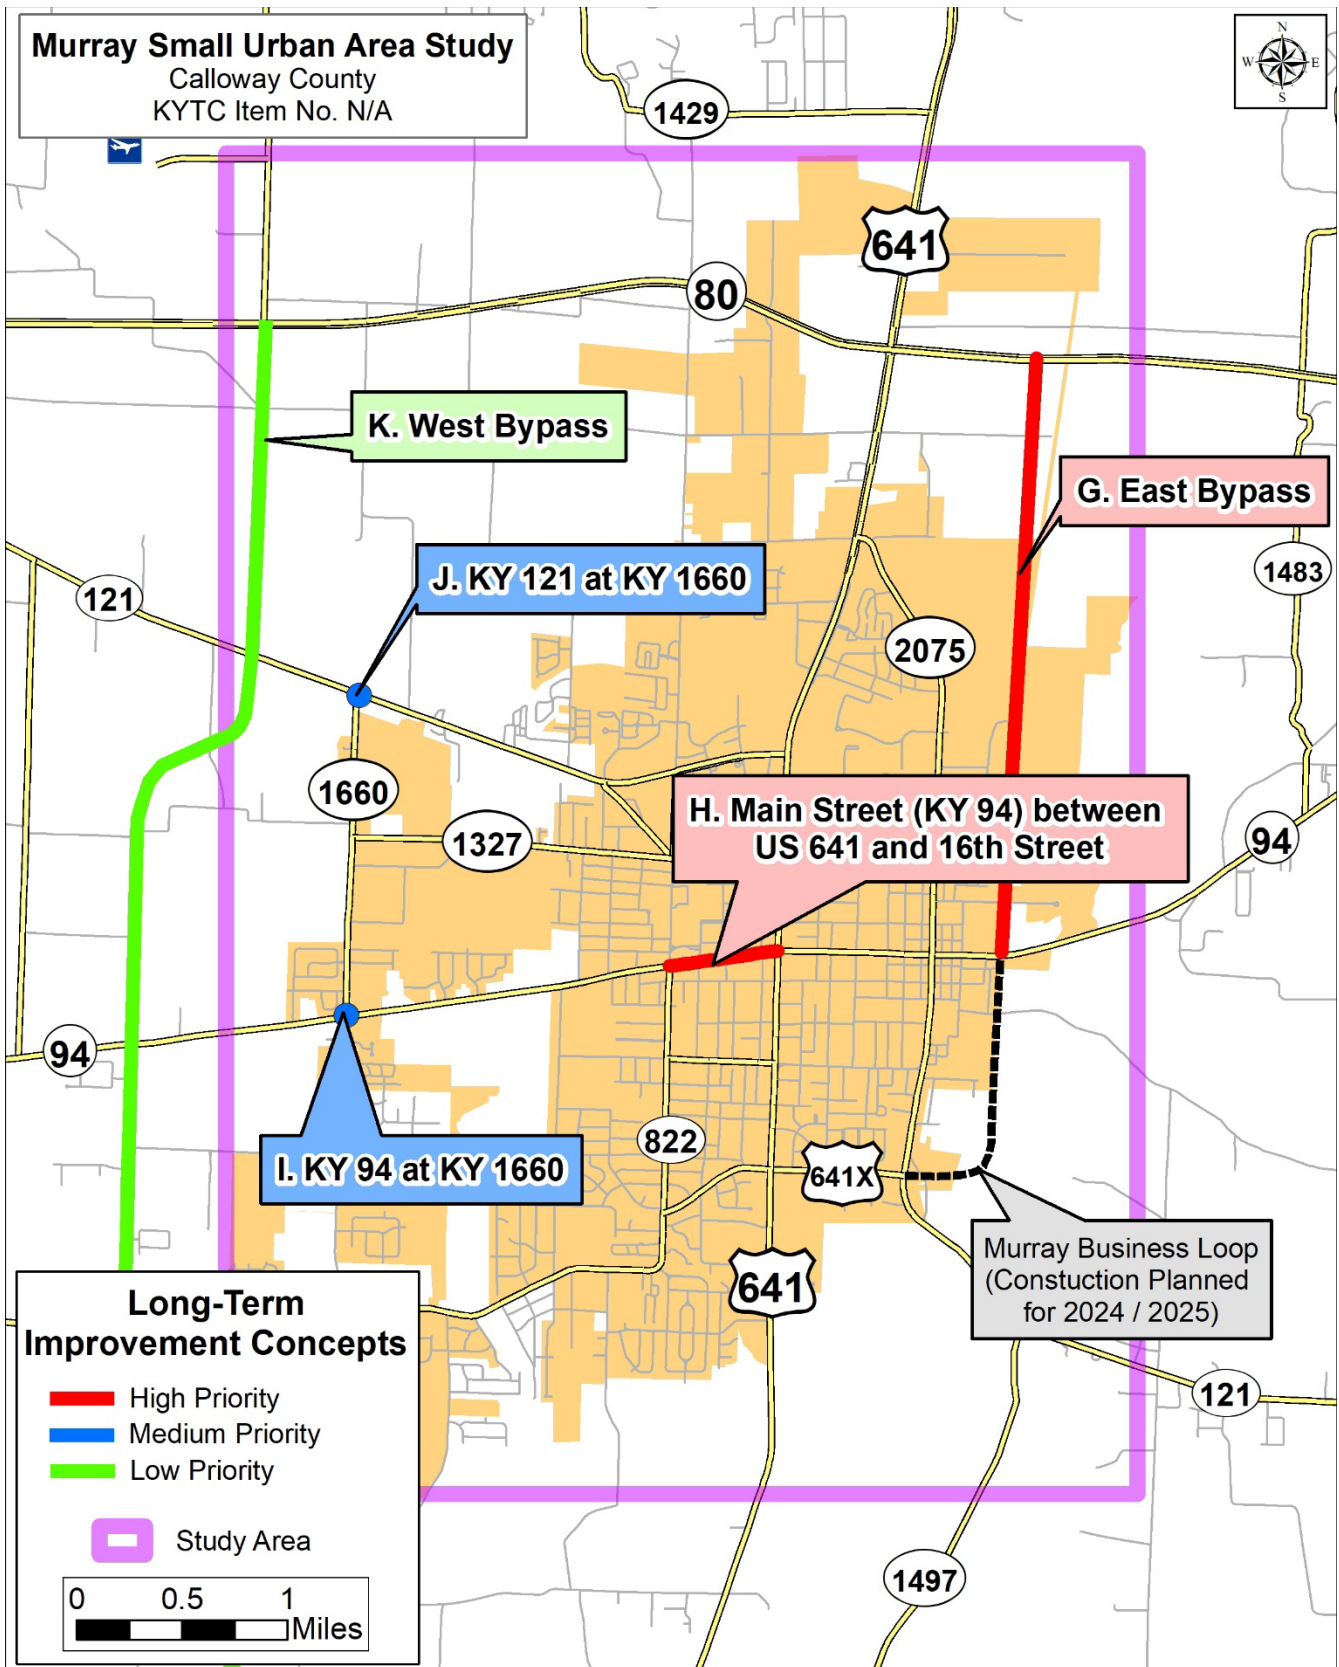 Murray Small Urban Area Study
Calloway County
KYTC Item No. N/A
N
W E
S
1429
641
80
K. West Bypass
G. East Bypass
J. KY 121 at KY 1660
121
1483
2075
1660
H. Main Street (KY 94) between
US 641 and 16th Street
1327
94
94
822
I. KY 94 at KY 1660
641X
Murray Business Loop
(Constuction Planned
for 2024 / 2025)
641
121
1497
Long-Term
Improvement Concepts
High Priority
Medium Priority
Low Priority
Study Area
0 0.5 1
Miles